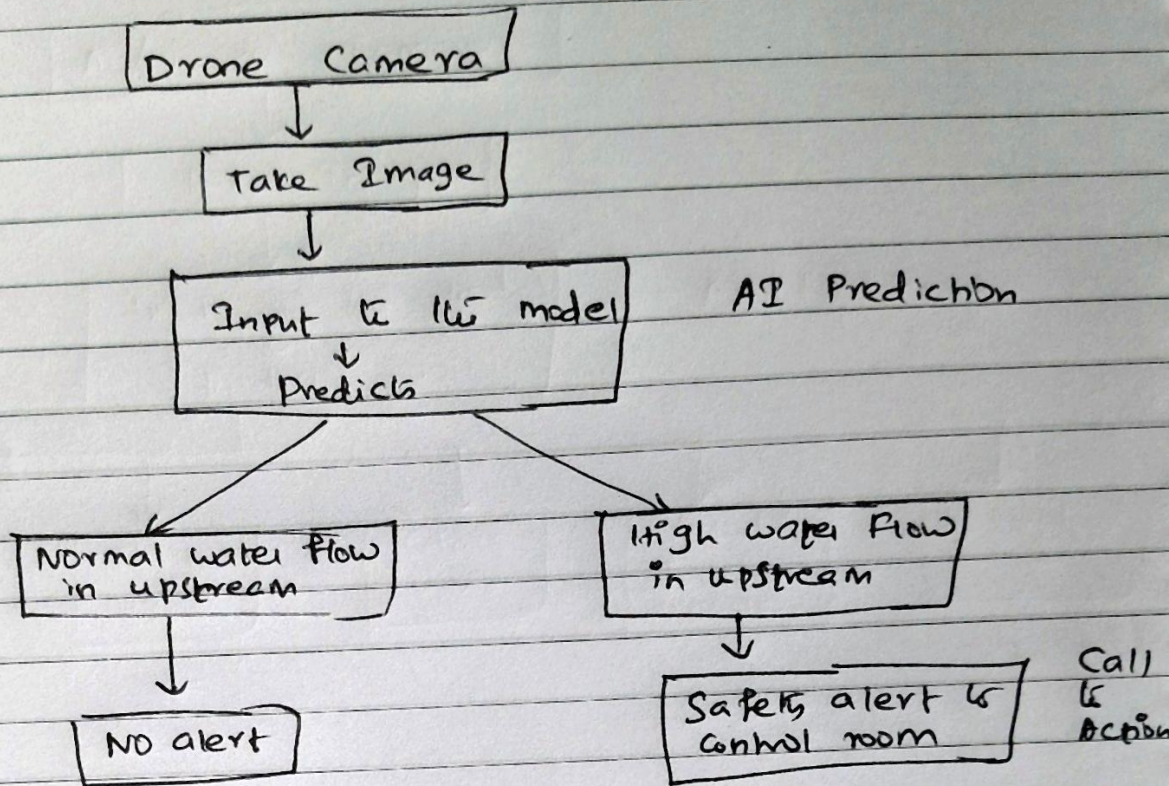 Drone Camera
Take Image
Input to the model
AI Prediction
Predicts
Normal water flow
in upstream
High water flow
in upstream
No alert
Safety alert to
control room
Call
to
Action